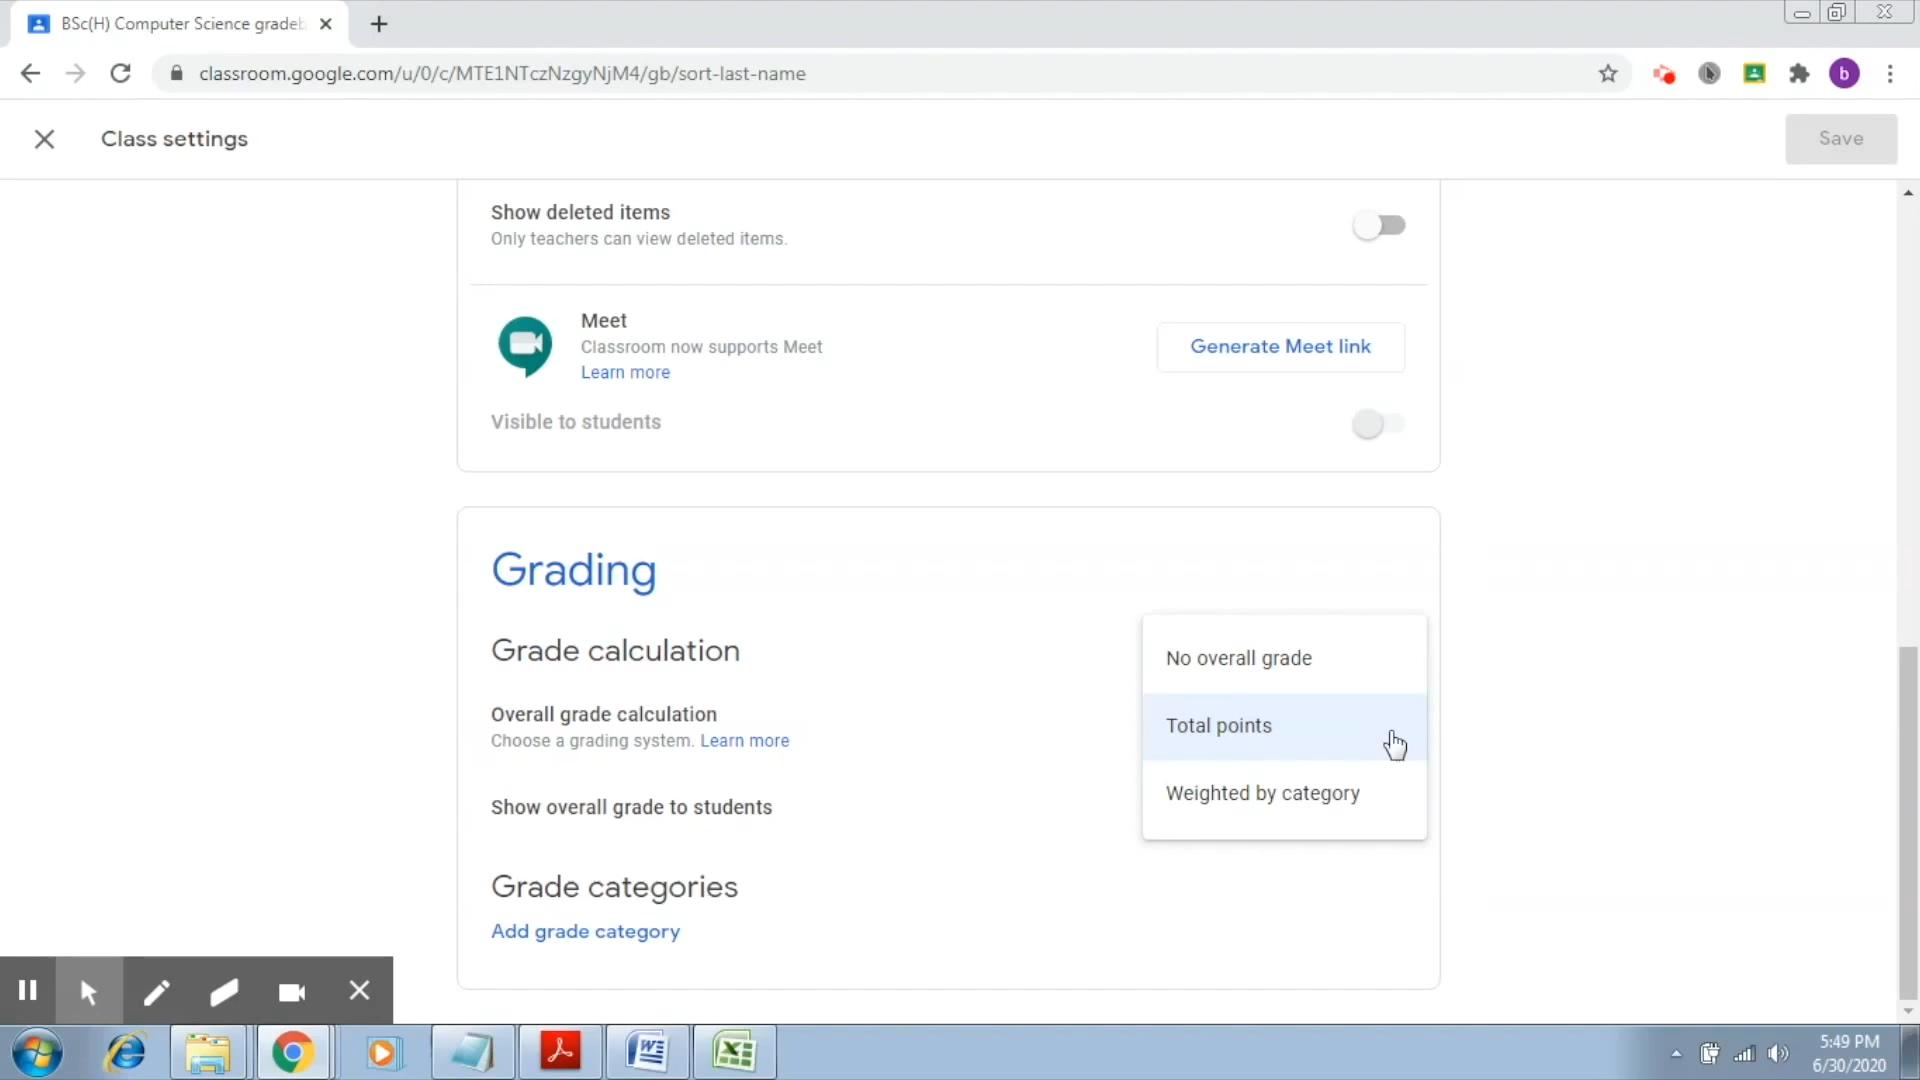 BSc(H) Computer Science gradeb
classroom.google.com/u/0/c/MTE1NTczNzgyNjM4/gb/sort-last-name
b
Class settings
Save
Show deleted items
Only teachers can view deleted items.
Meet
Classroom now supports Meet
Learn more
Generate Meet link
Visible to students
Grading
Grade calculation
No overall grade
Overall grade calculation
Choose a grading system. Learn more
Total points
Weighted by category
Show overall grade to students
Grade categories
Add grade category
5:49 PM
6/30/2020